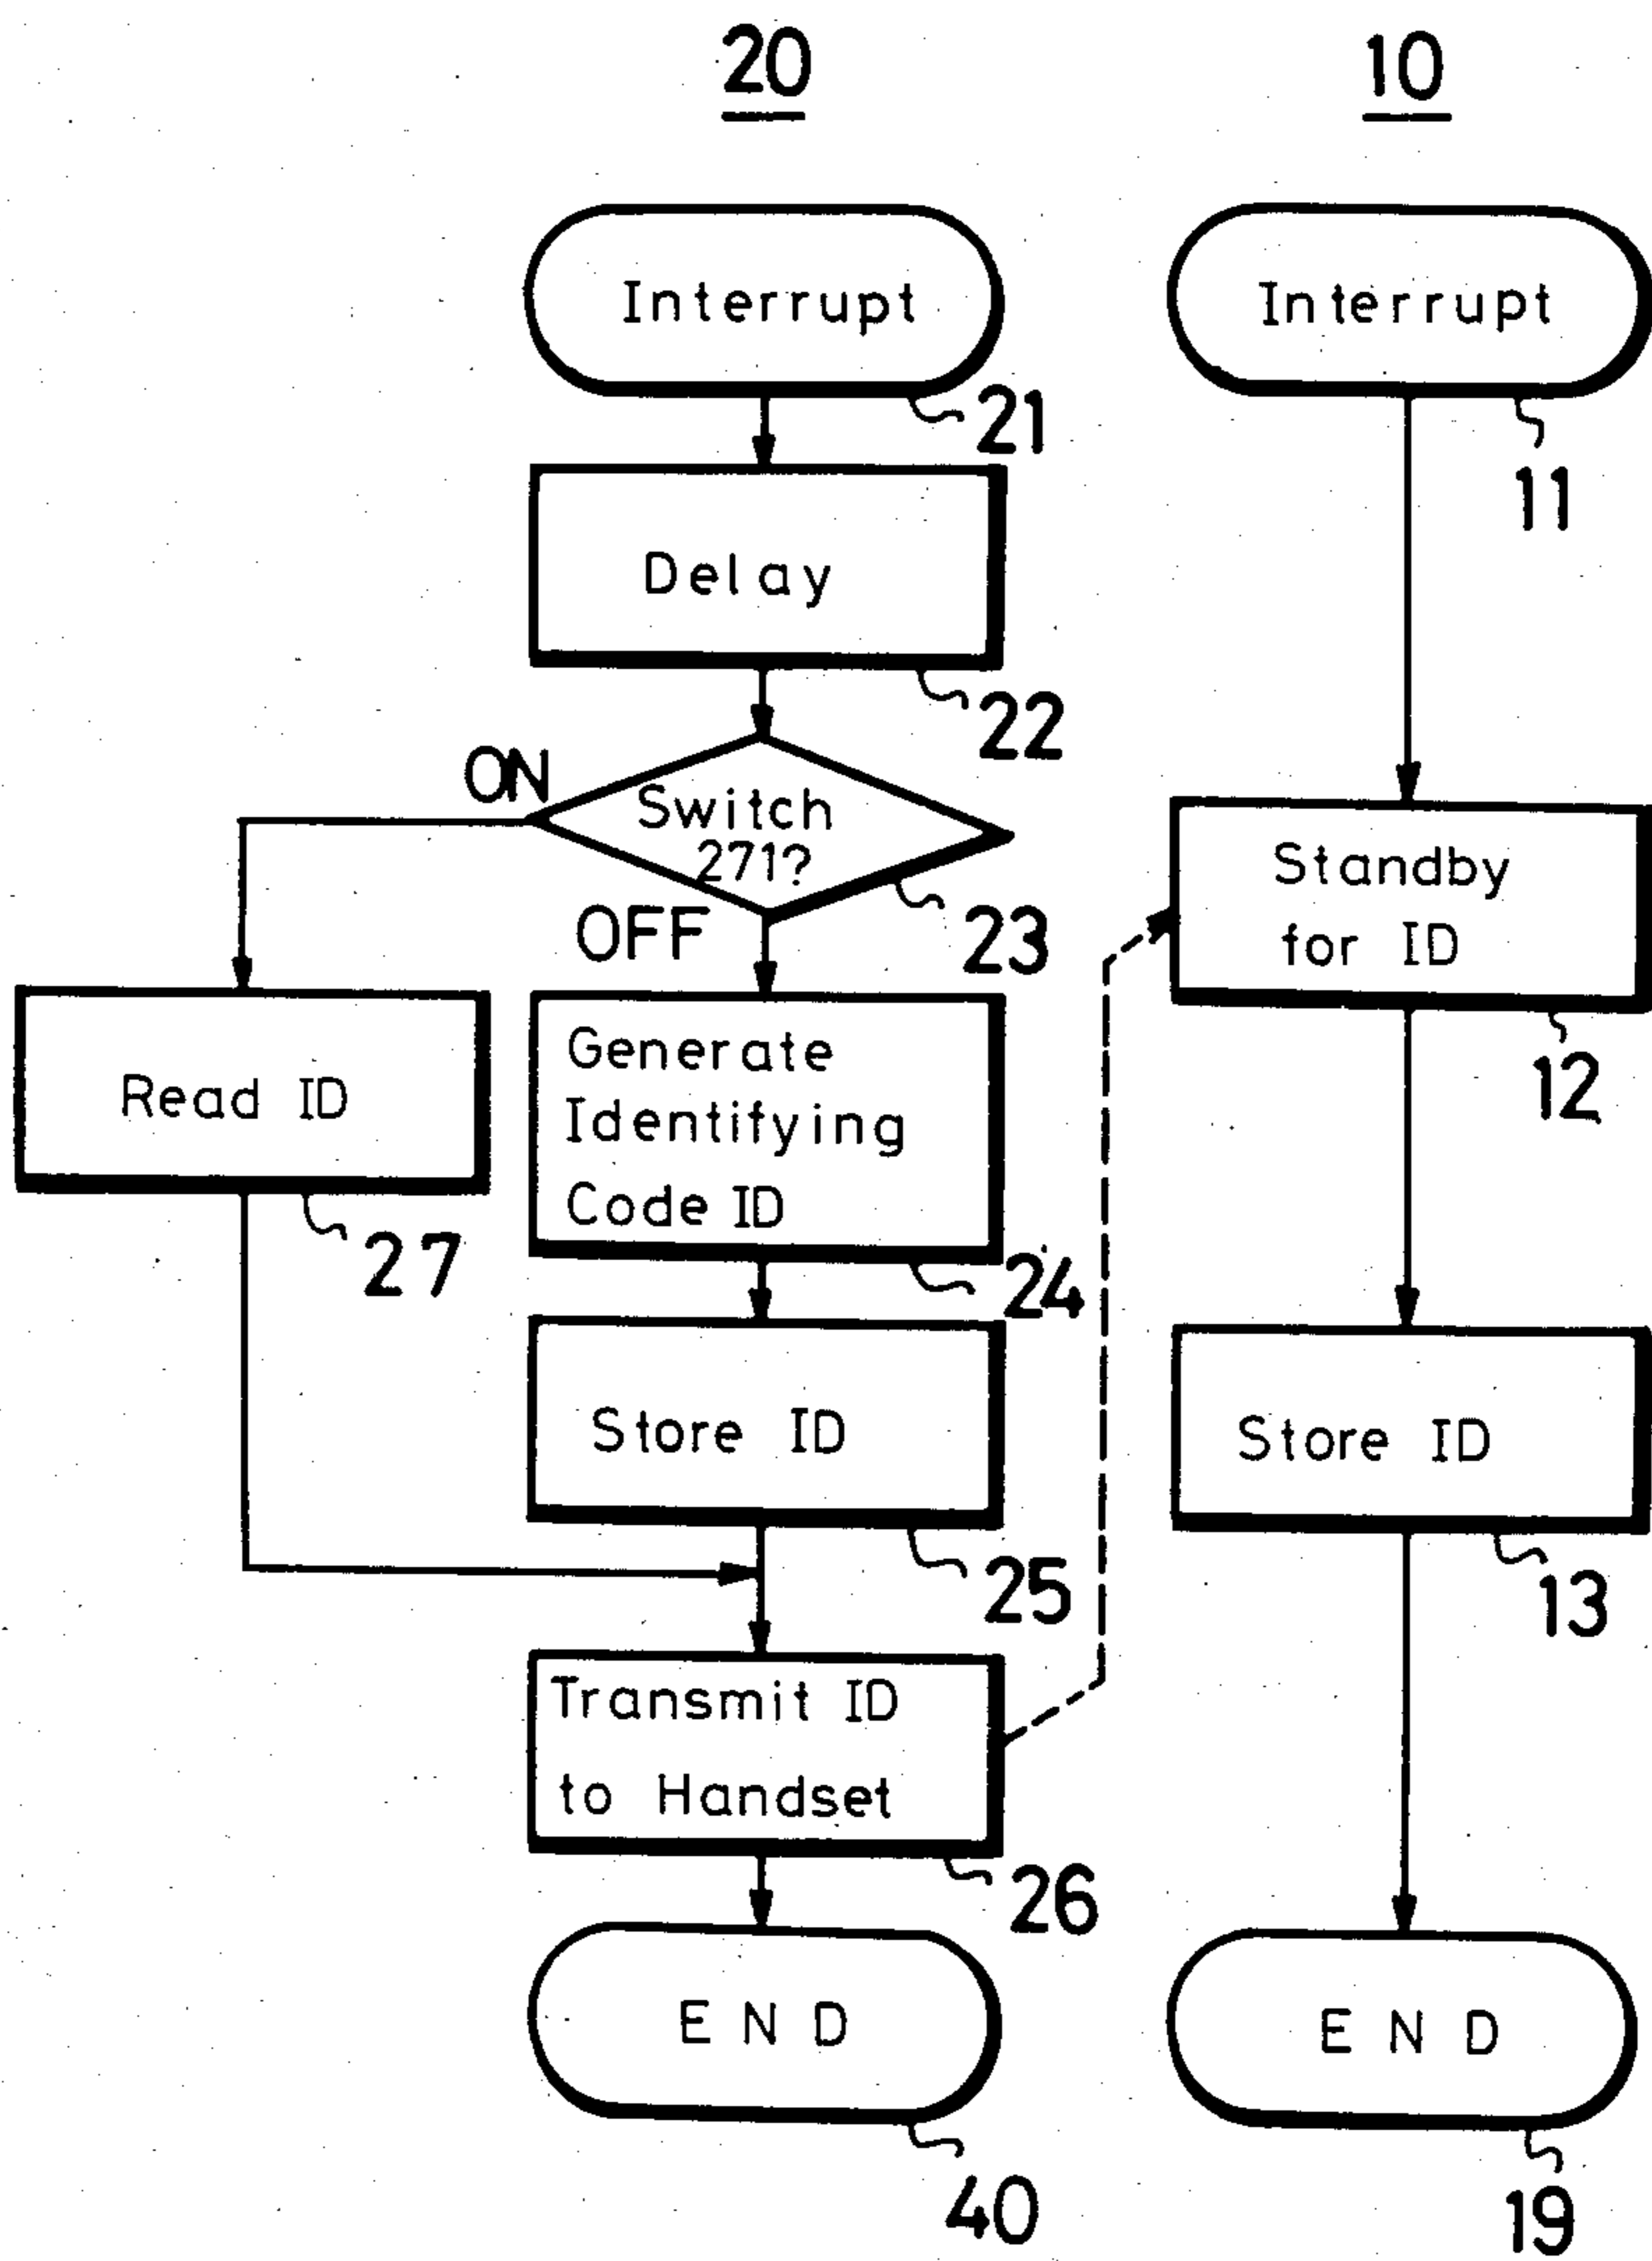 20
10
Interrupt
21
Delay
22
ON
Switch
271?
OFF
23
Read ID
27
Generate
Identifying
Code ID
24
Store ID
25
Transmit ID
to Handset
26
END
40
Interrupt
11
Standby
for ID
12
Store ID
13
END
19